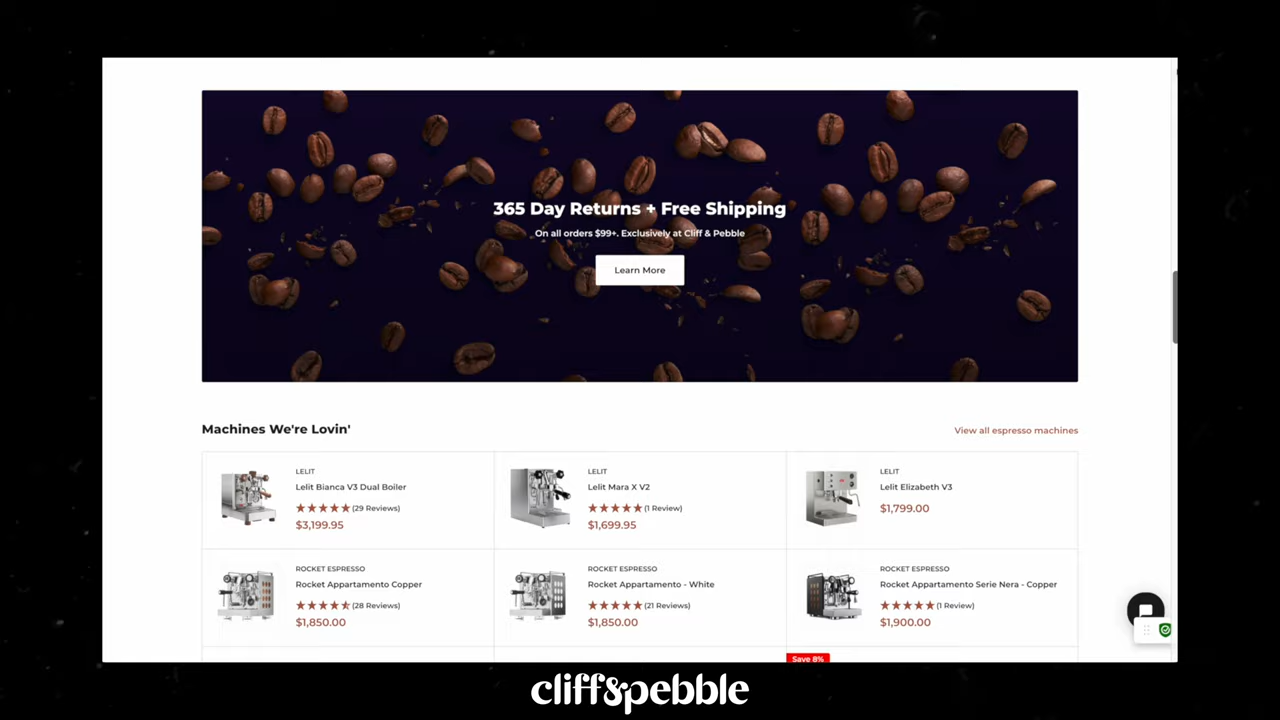 365 Day Returns + Free Shipping
On all orders $99+. Exclusively at Cliff & Pebble
Learn More
Machines We're Lovin'
View all espresso machines
LELIT
Lelit Bianca V3 Dual Boiler
(29 Reviews)
$3,199.95
LELIT
Lelit Mara X V2
(1 Review)
$1,699.95
LELIT
Lelit Elizabeth V3
$1,799.00
ROCKET ESPRESSO
Rocket Appartamento Copper
(28 Reviews)
$1,850.00
ROCKET ESPRESSO
Rocket Appartamento - White
(21 Reviews)
$1,850.00
ROCKET ESPRESSO
Rocket Appartamento Serie Nera - Copper
(1 Review)
$1,900.00
Save 8%
cliff&pebble